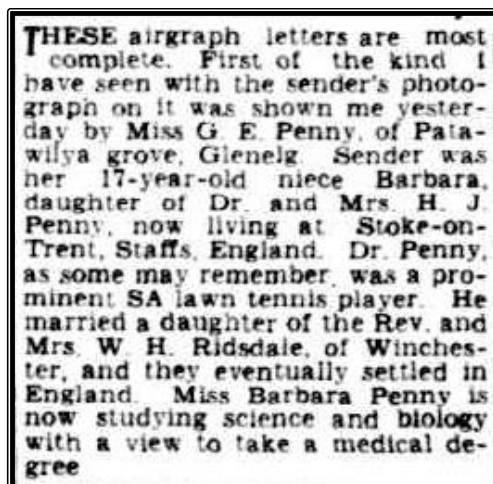 THESE airgraph letters are most
complete. First of the kind I
have seen with the sender's photo-
graph on it was shown me yester-
day by Miss G. E. Penny, of Pata-
wilya grove, Glenelg. Sender was
her 17-year-old niece Barbara,
daughter of Dr. and Mrs. H. J.
Penny, now living at Stoke-on-
Trent, Staffs, England. Dr. Penny,
as some may remember, was a pro-
minent SA lawn tennis player. He
married a daughter of the Rev. and
Mrs. W. H. Ridsdale, of Winches-
ter, and they eventually settled in
England. Miss Barbara Penny is
now studying science and biology
with a view to take a medical de-
gree